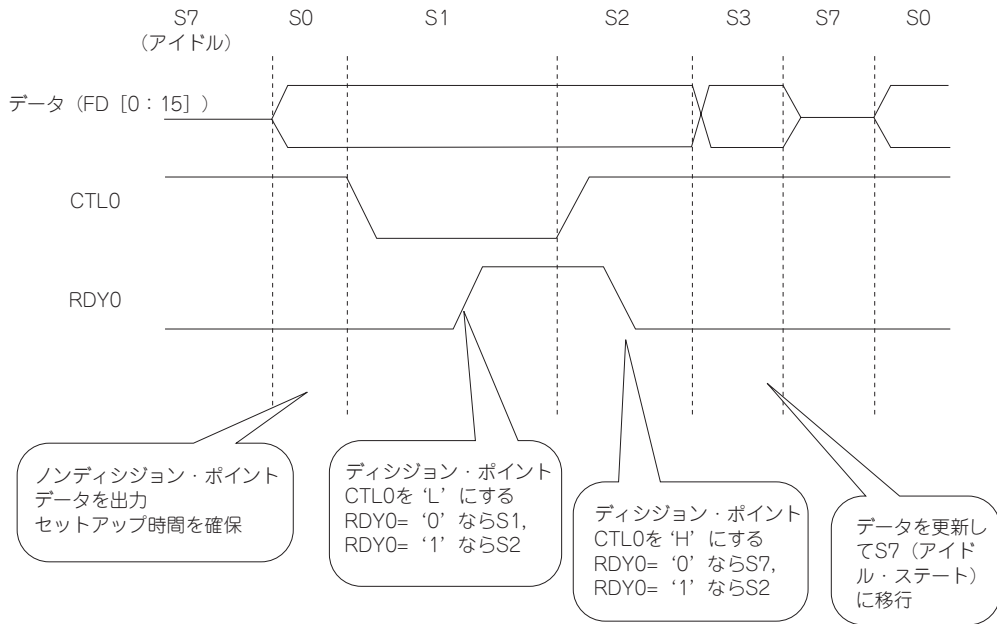 S7 S0 S1 S2 S3 S7 S0
（アイドル）
データ（FD［0：15］）
CTL0
RDY0
ノンディシジョン・ポイント
データを出力
セットアップ時間を確保
ディシジョン・ポイント
CTL0を‘L’にする
RDY0=‘0’ならS1,
RDY0=‘1’ならS2
ディシジョン・ポイント
CTL0を‘H’にする
RDY0=‘0’ならS7,
RDY0=‘1’ならS2
データを更新し
てS7（アイド
ル・ステート）
に移行